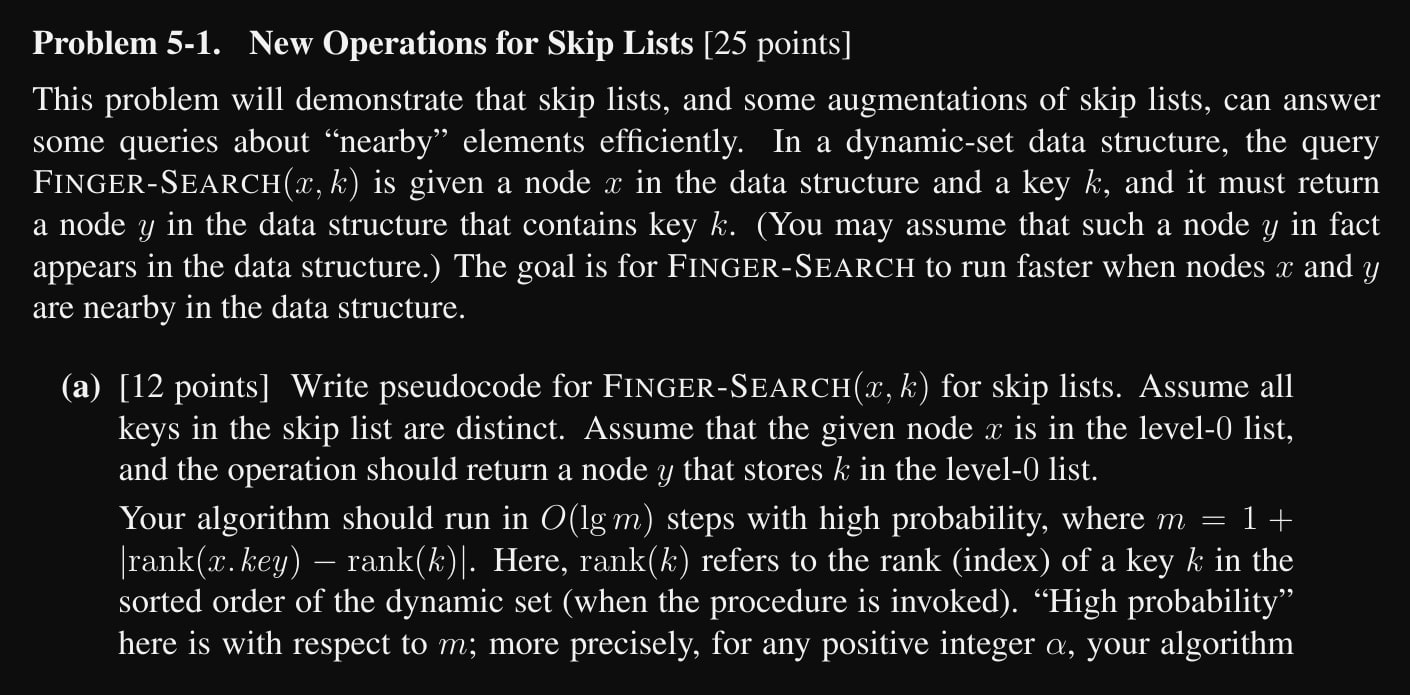 Problem 5-1. New Operations for Skip Lists [25 points]
This problem will demonstrate that skip lists, and some augmentations of skip lists, can answer
some queries about “nearby” elements efficiently. In a dynamic-set data structure, the query
FINGER-SEARCH(x, k) is given a node x in the data structure and a key k, and it must return
a node y in the data structure that contains key k. (You may assume that such a node y in fact
appears in the data structure.) The goal is for FINGER-SEARCH to run faster when nodes x and y
are nearby in the data structure.
(a) [12 points] Write pseudocode for FINGER-SEARCH(x, k) for skip lists. Assume all
keys in the skip list are distinct. Assume that the given node x is in the level-0 list,
and the operation should return a node y that stores k in the level-0 list.
Your algorithm should run in O(lg m) steps with high probability, where m = 1 +
|rank(x.key) − rank(k)|. Here, rank(k) refers to the rank (index) of a key k in the
sorted order of the dynamic set (when the procedure is invoked). “High probability”
here is with respect to m; more precisely, for any positive integer α, your algorithm